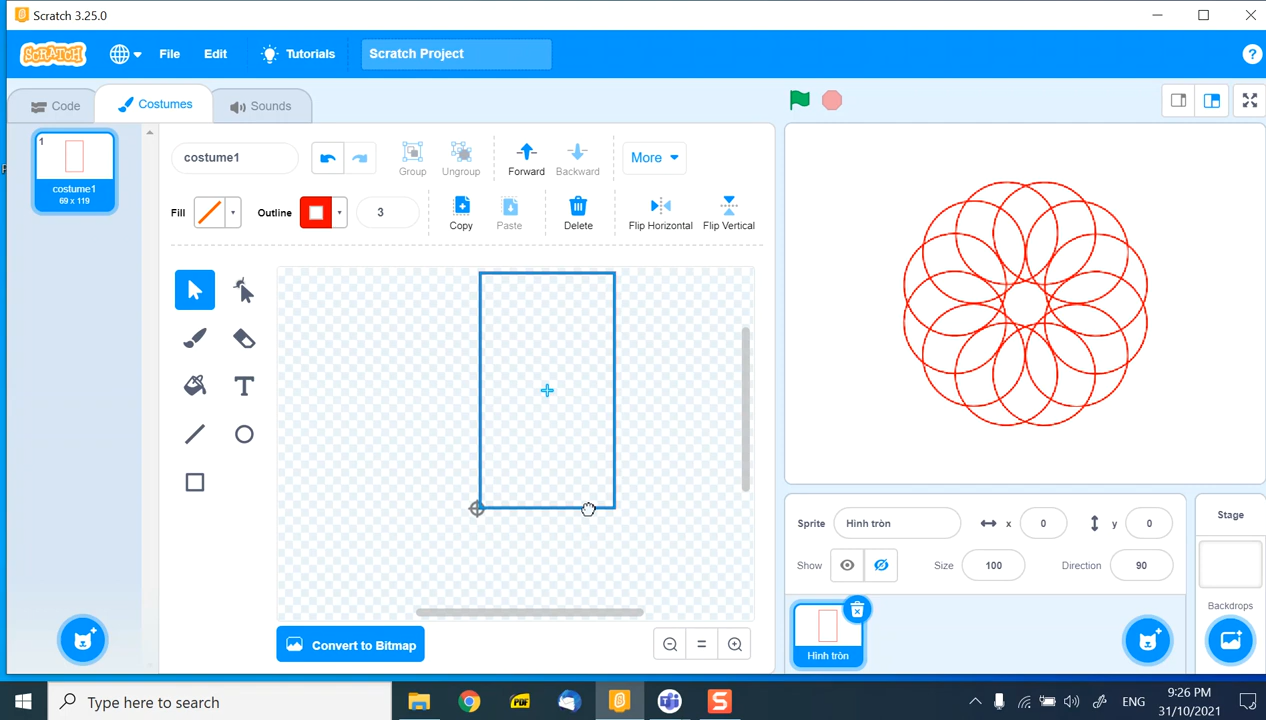 Scratch 3.25.0
SCRATCH
File
Edit
Tutorials
Scratch Project
?
Code
Costumes
Sounds
1
costume1
69 x 119
costume1
Group
Ungroup
Forward
Backward
More
Fill
Outline
3
Copy
Paste
Delete
Flip Horizontal
Flip Vertical
T
Convert to Bitmap
Sprite
Hình tròn
x
0
y
0
Show
Size
100
Direction
90
Hình tròn
Stage
Backdrops
Type here to search
PDF
ENG
9:26 PM
31/10/2021